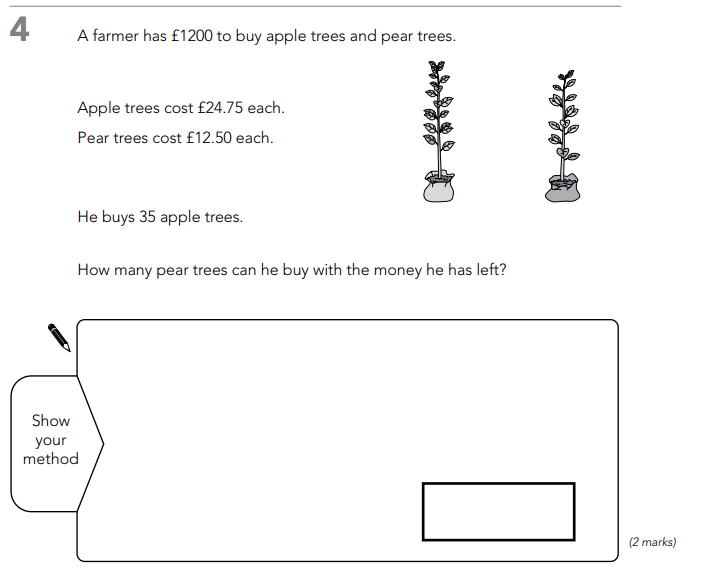 4
A farmer has £1200 to buy apple trees and pear trees.
Apple trees cost £24.75 each.
Pear trees cost £12.50 each.
He buys 35 apple trees.
How many pear trees can he buy with the money he has left?
Show
your
method
(2 marks)